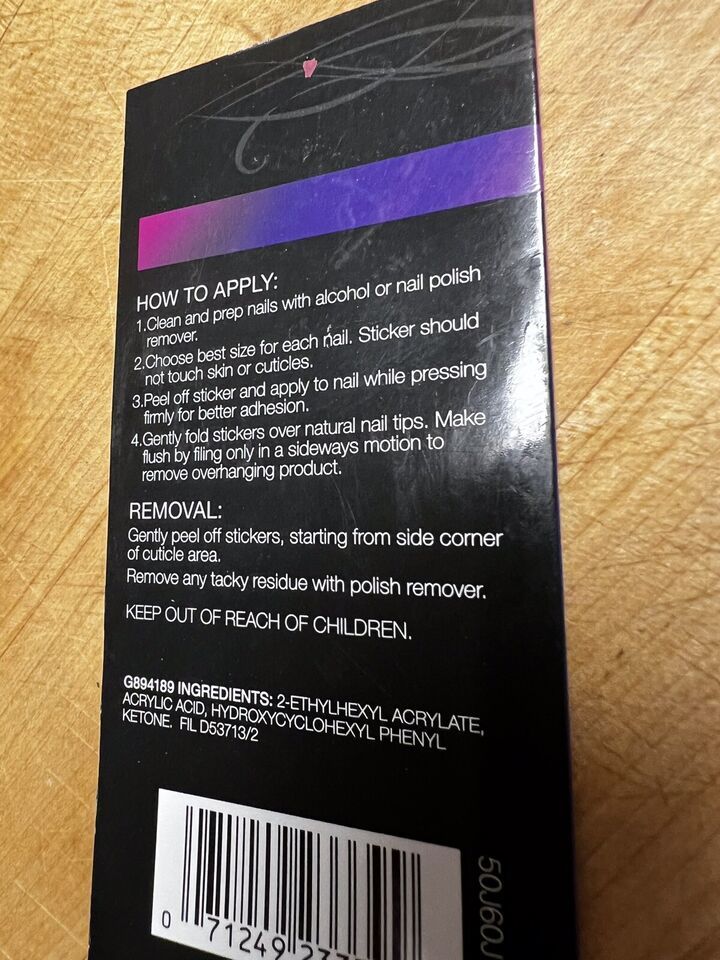 HOW TO APPLY:
1.Clean and prep nails with alcohol or nail polish
remover.
2.Choose best size for each nail. Sticker should
not touch skin or cuticles.
3.Peel off sticker and apply to nail while pressing
firmly for better adhesion.
4.Gently fold stickers over natural nail tips. Make
flush by filing only in a sideways motion to
remove overhanging product.
REMOVAL:
Gently peel off stickers, starting from side corner
of cuticle area.
Remove any tacky residue with polish remover.
KEEP OUT OF REACH OF CHILDREN.
G894189 INGREDIENTS: 2-ETHYLHEXYL ACRYLATE,
ACRYLIC ACID, HYDROXYCYCLOHEXYL PHENYL
KETONE. FIL D53713/2
0 71249